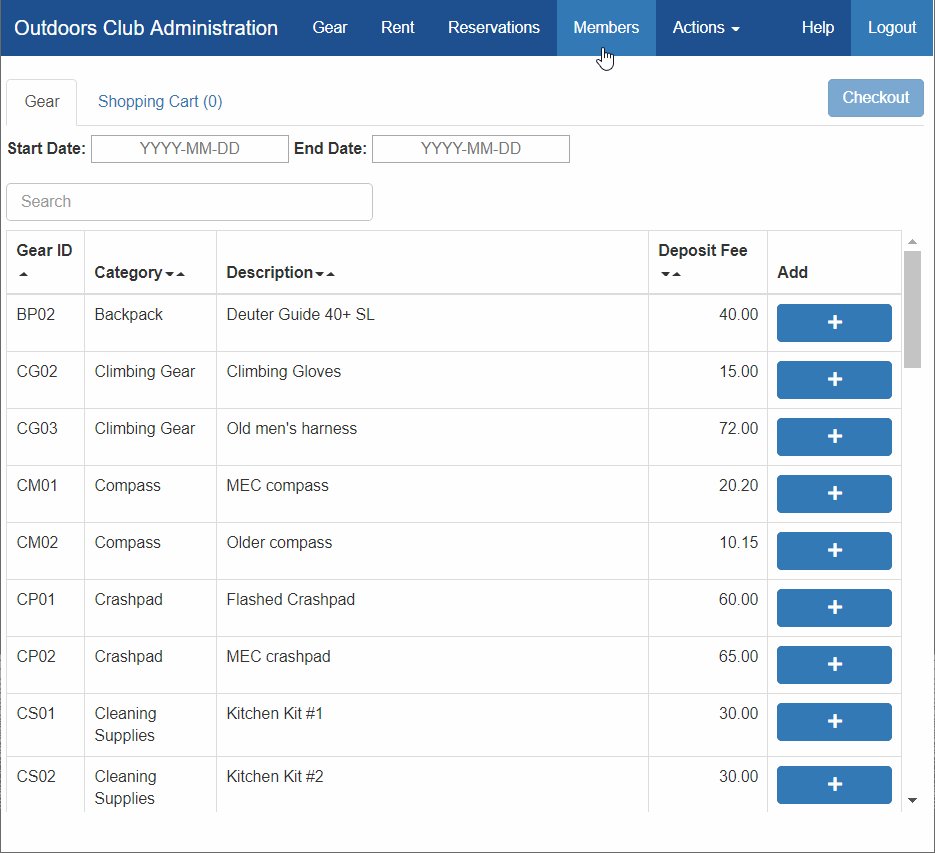 Outdoors Club Administration Gear Rent Reservations Members Actions Help Logout
Gear Shopping Cart (0) Checkout
Start Date: YYYY-MM-DD End Date: YYYY-MM-DD
Search
Gear ID Category Description Deposit Fee Add
BP02 Backpack Deuter Guide 40+ SL 40.00
CG02 Climbing Gear Climbing Gloves 15.00
CG03 Climbing Gear Old men's harness 72.00
CM01 Compass MEC compass 20.20
CM02 Compass Older compass 10.15
CP01 Crashpad Flashed Crashpad 60.00
CP02 Crashpad MEC crashpad 65.00
CS01 Cleaning Kitchen Kit #1 30.00
Supplies
CS02 Cleaning Kitchen Kit #2 30.00
Supplies